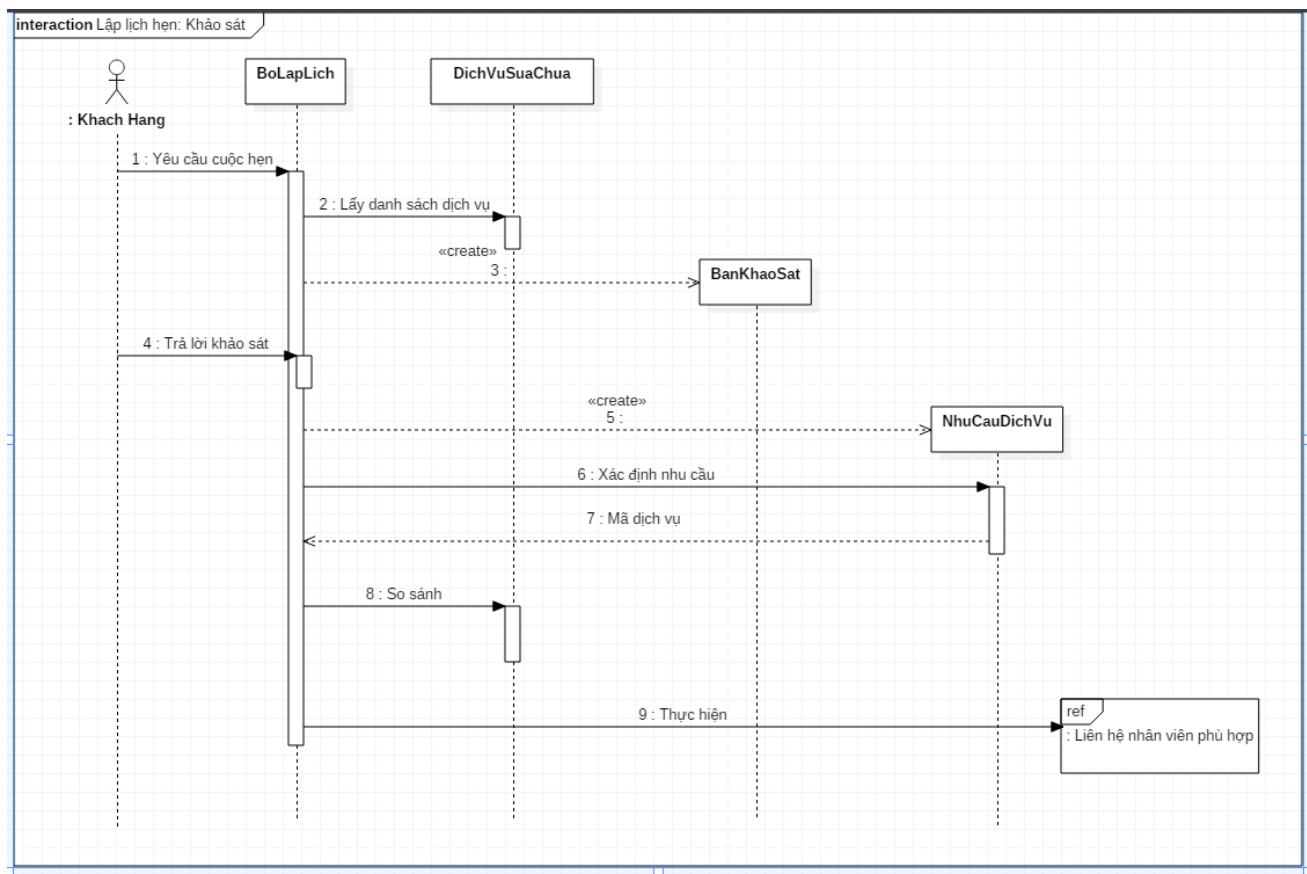 interaction Lập lịch hẹn: Khảo sát
BoLapLich
DichVuSuaChua
: Khach Hang
1 : Yêu cầu cuộc hẹn
2 : Lấy danh sách dịch vụ
«create»
3 :
BanKhaoSat
4 : Trả lời khảo sát
«create»
5 :
NhuCauDichVu
6 : Xác định nhu cầu
7 : Mã dịch vụ
8 : So sánh
9 : Thực hiện
ref
: Liên hệ nhân viên phù hợp